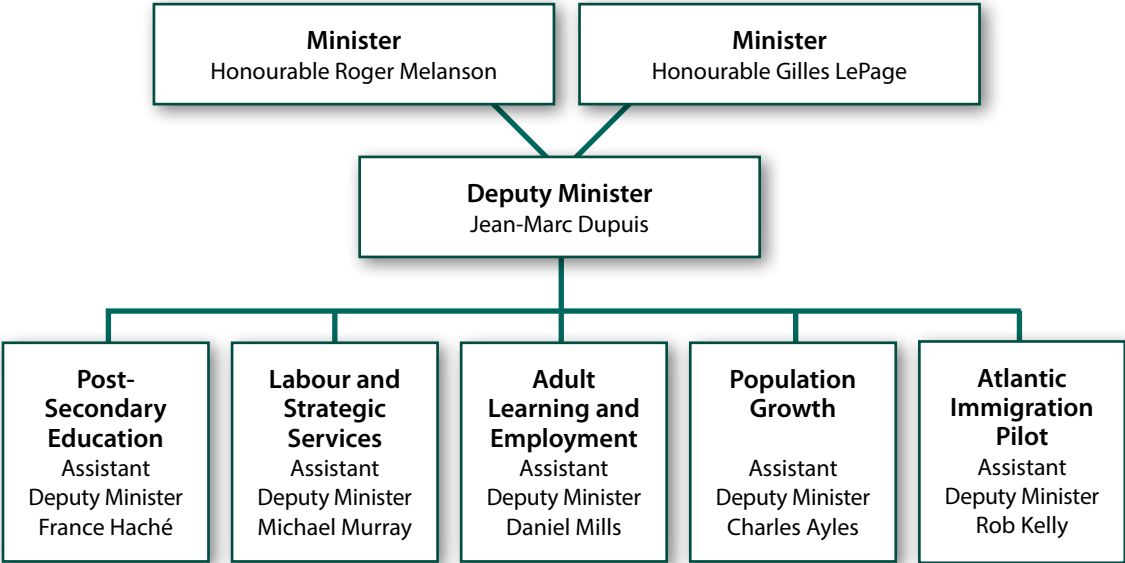 Minister
Honourable Roger Melanson
Minister
Honourable Gilles LePage
Deputy Minister
Jean-Marc Dupuis
Post-
Secondary
Education
Assistant
Deputy Minister
France Haché
Labour and
Strategic
Services
Assistant
Deputy Minister
Michael Murray
Adult
Learning and
Employment
Assistant
Deputy Minister
Daniel Mills
Population
Growth
Assistant
Deputy Minister
Charles Ayles
Atlantic
Immigration
Pilot
Assistant
Deputy Minister
Rob Kelly